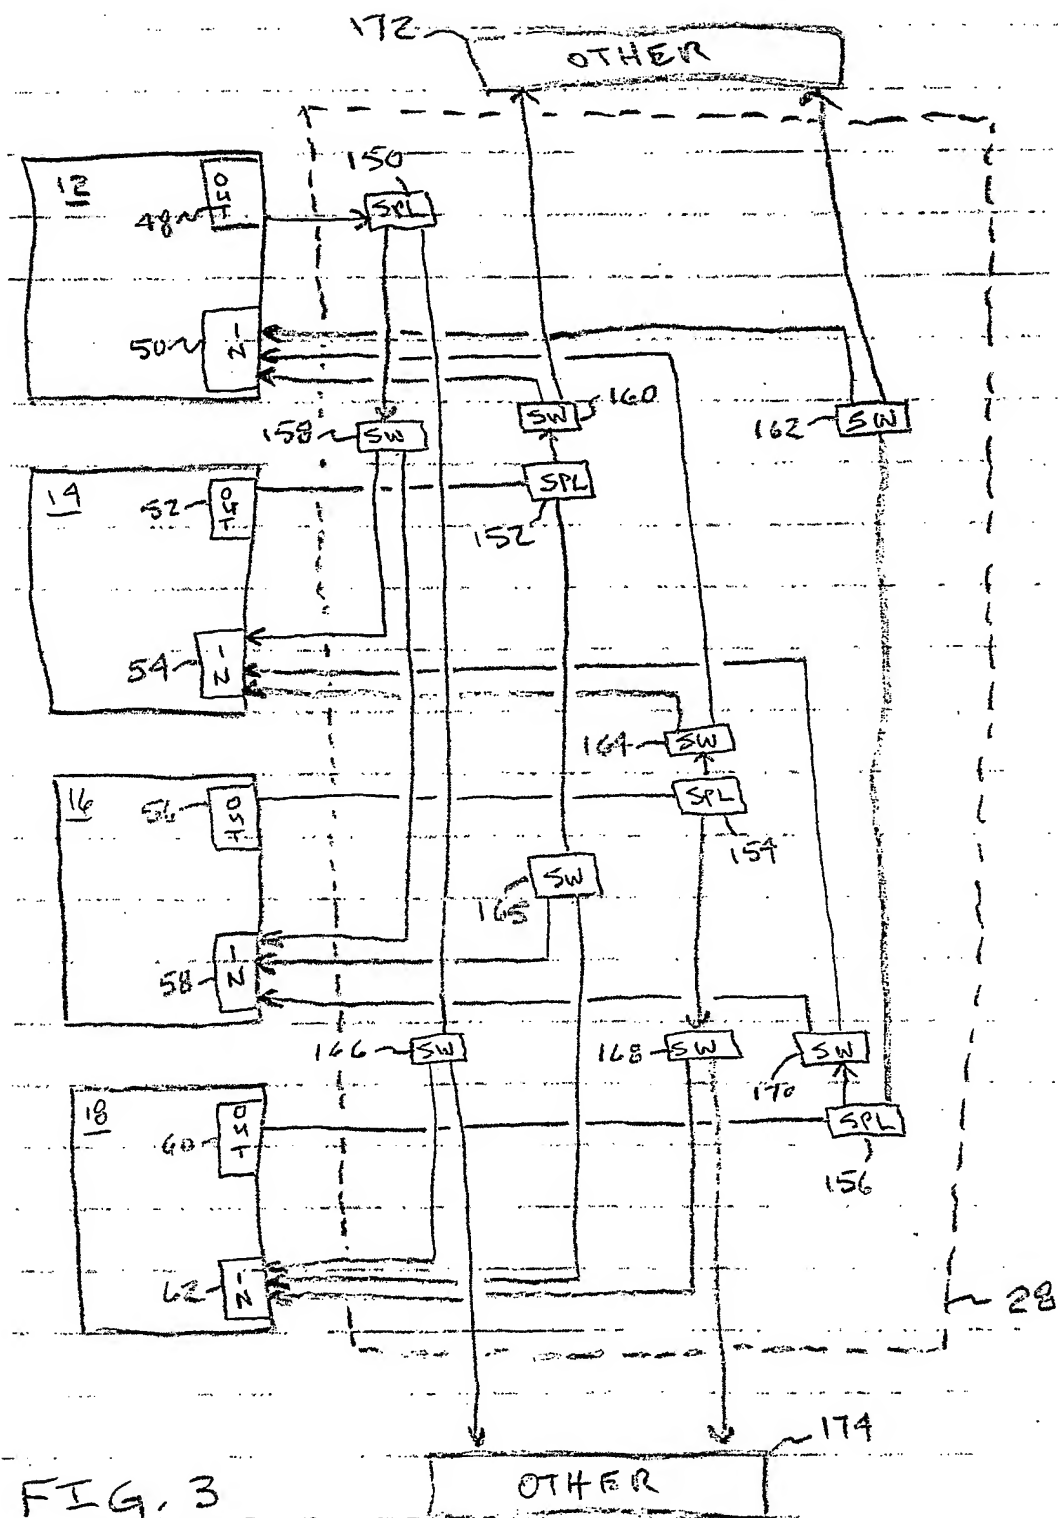 172
OTHER
150
12
OUT
SPL
48
50
IN
160
SW
158
SW
162
SW
14
OUT
52
SPL
152
54
IN
164
SW
16
OUT
56
SPL
154
SW
165
58
IN
166
SW
168
SW
SW
170
18
OUT
60
SPL
156
62
IN
28
174
OTHER
FIG. 3